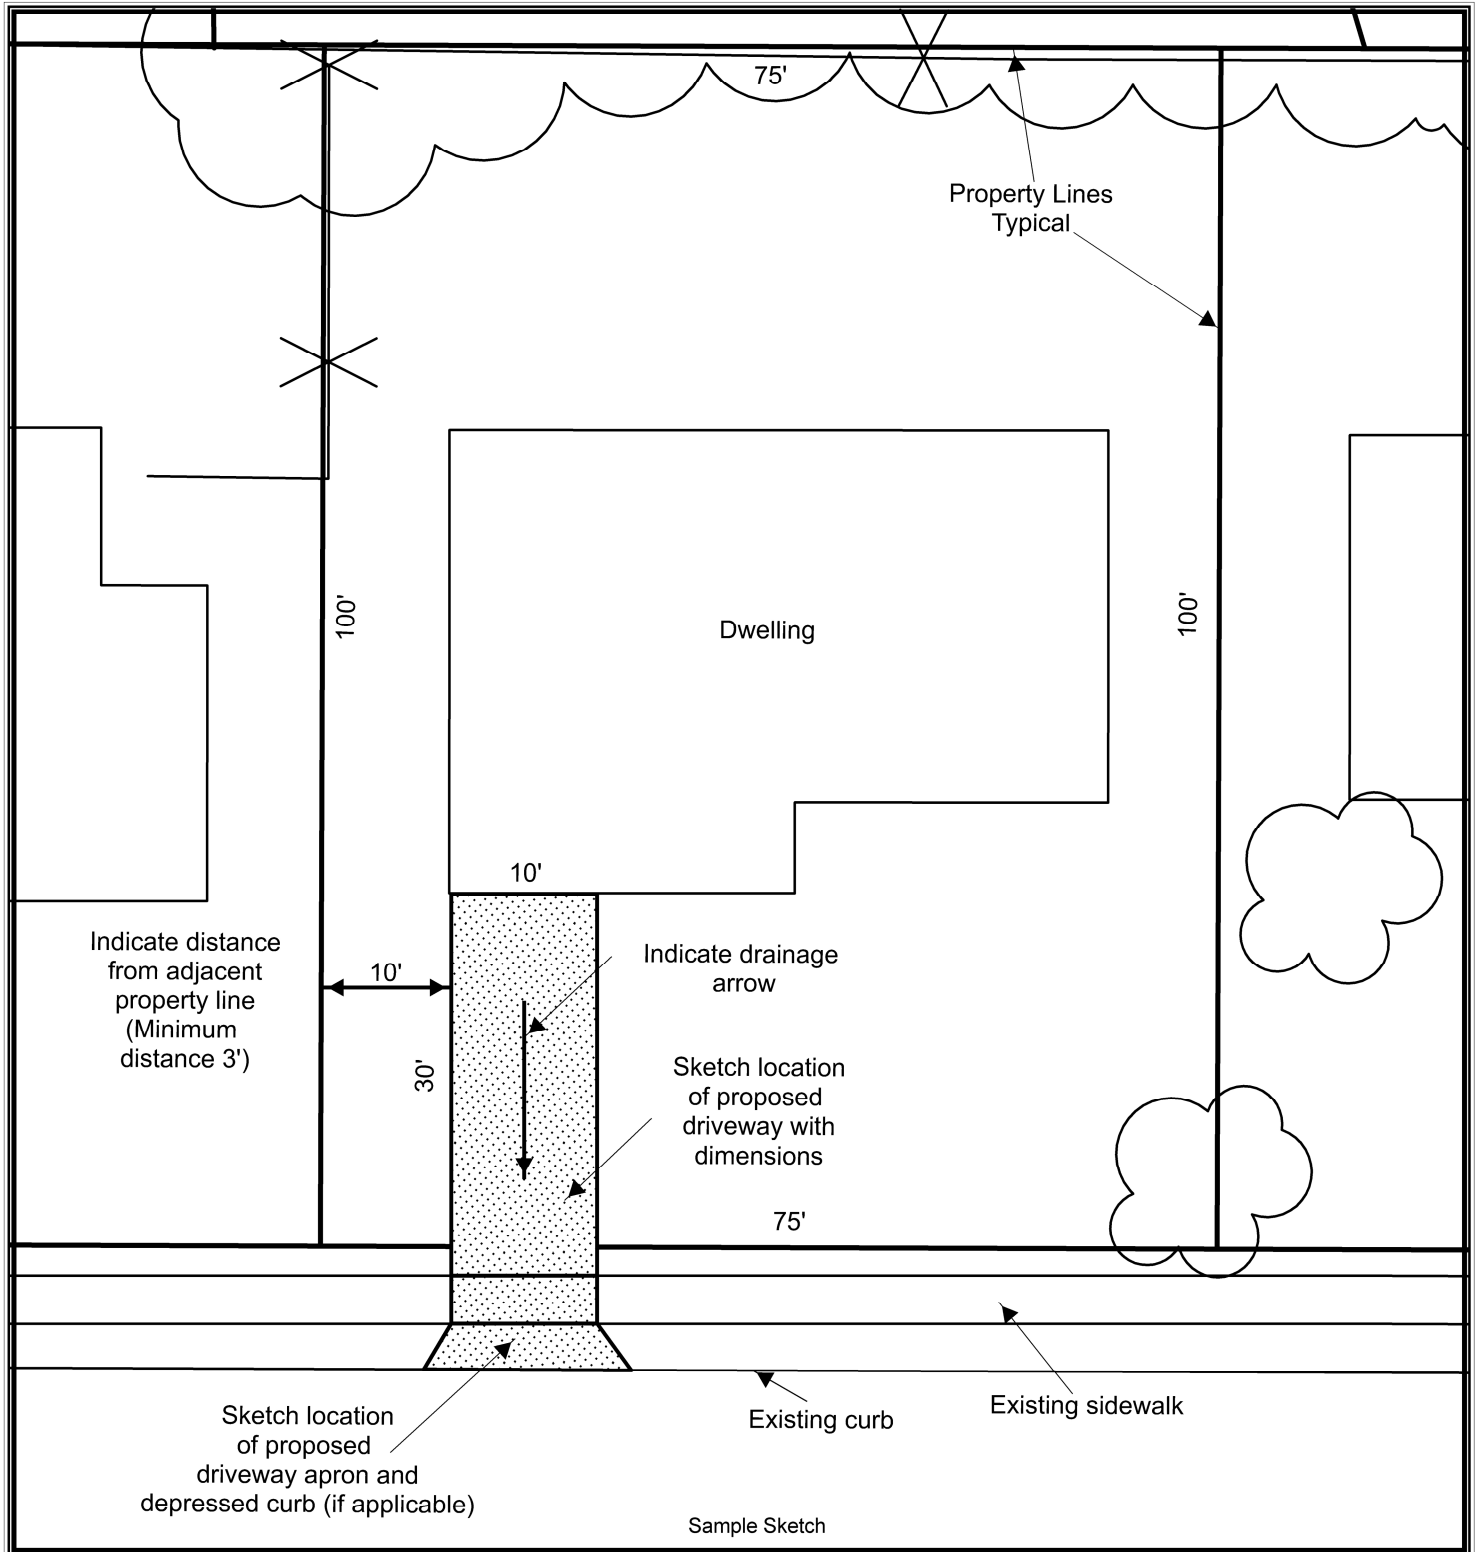 75'
Property Lines
Typical
100'
100'
Dwelling
10'
Indicate distance
from adjacent
property line
(Minimum
distance 3')
10'
30'
Indicate drainage
arrow
Sketch location
of proposed
driveway with
dimensions
75'
Sketch location
of proposed
driveway apron and
depressed curb (if applicable)
Existing curb
Existing sidewalk
Sample Sketch